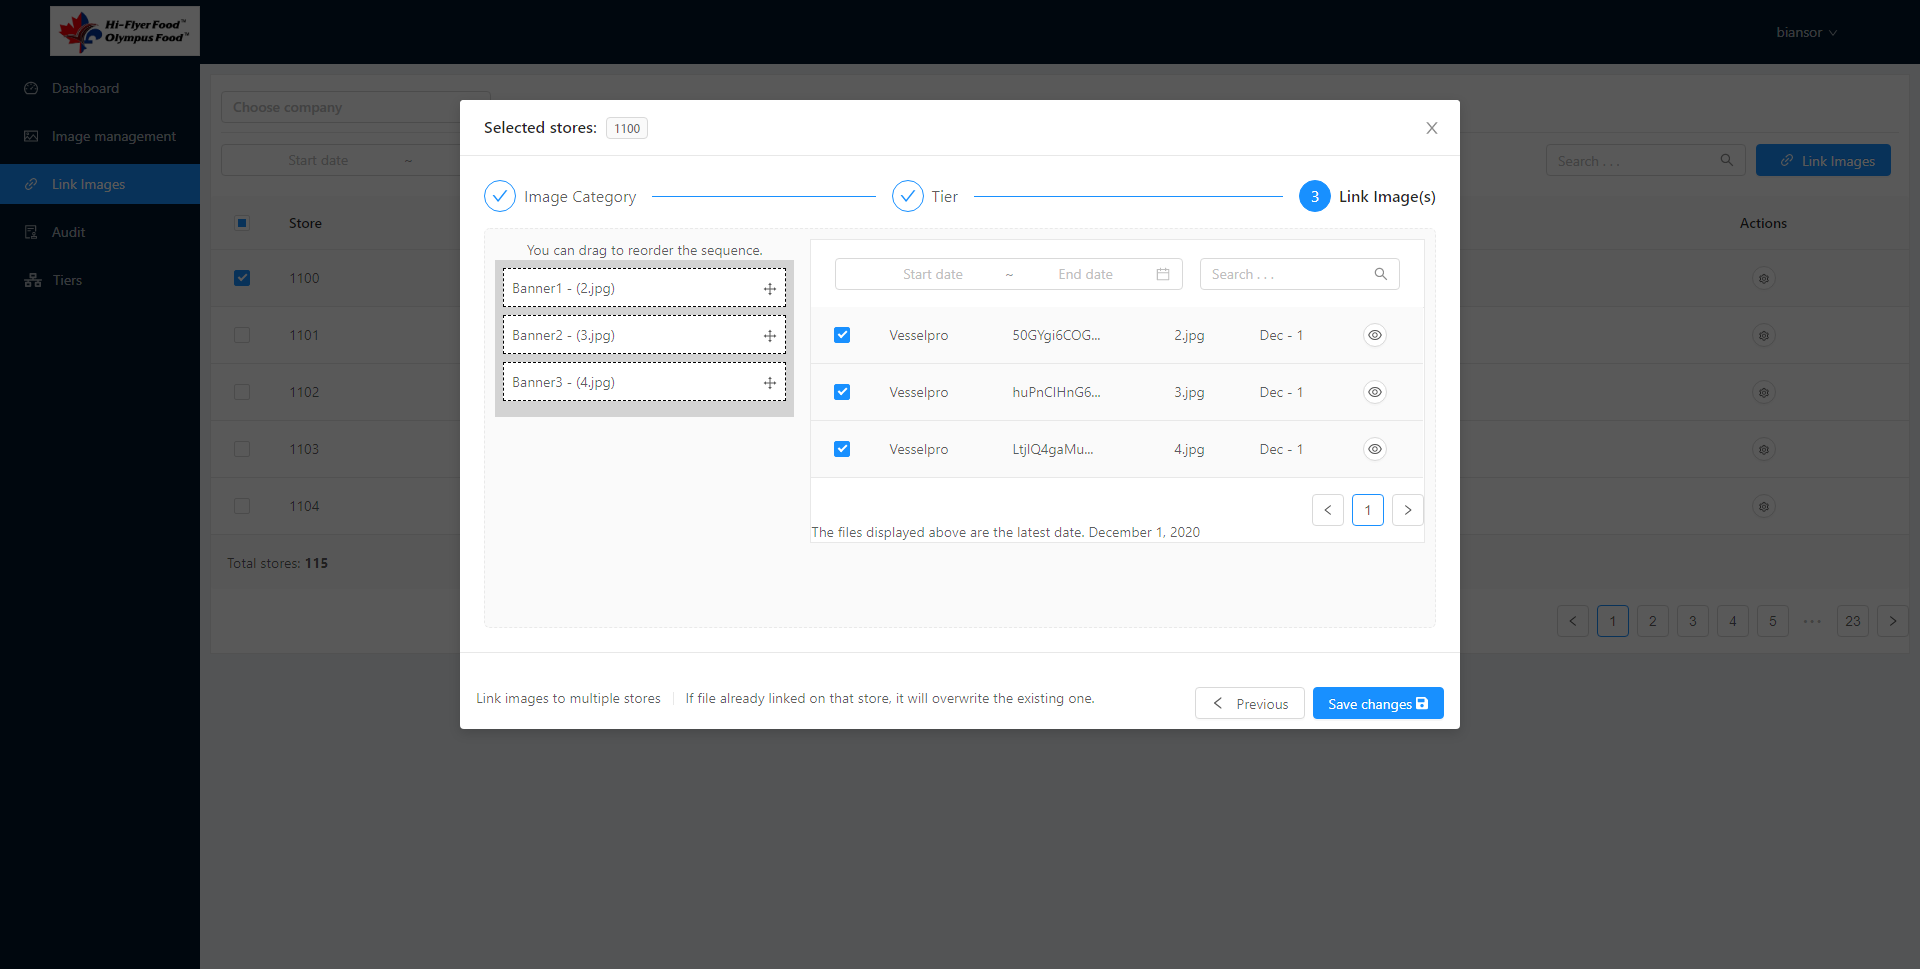 Hi-Flyer Food™
Olympus Food™
biansor
Dashboard
Image management
Link Images
Audit
Tiers
Choose company
Start date ~
Search . . .
Link Images
Store
Actions
1100
1101
1102
1103
1104
Total stores: 115
1 2 3 4 5 ••• 23
Selected stores: 1100
Image Category
Tier
3 Link Image(s)
You can drag to reorder the sequence.
Banner1 - (2.jpg)
Banner2 - (3.jpg)
Banner3 - (4.jpg)
Start date ~ End date
Search . . .
Vesselpro 50GYgi6COG... 2.jpg Dec - 1
Vesselpro huPnCIHnG6... 3.jpg Dec - 1
Vesselpro LtjlQ4gaMu... 4.jpg Dec - 1
1
The files displayed above are the latest date. December 1, 2020
Link images to multiple stores
If file already linked on that store, it will overwrite the existing one.
Previous
Save changes